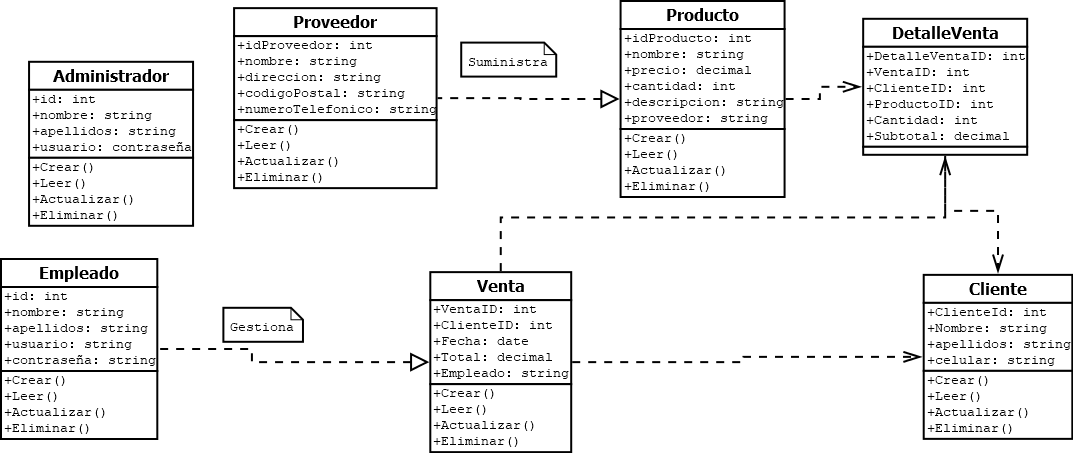 Administrador
+id: int
+nombre: string
+apellidos: string
+usuario: contraseña
+Crear()
+Leer()
+Actualizar()
+Eliminar()
Proveedor
+idProveedor: int
+nombre: string
+direccion: string
+codigoPostal: string
+numeroTelefonico: string
+Crear()
+Leer()
+Actualizar()
+Eliminar()
Suministra
Producto
+idProducto: int
+nombre: string
+precio: decimal
+cantidad: int
+descripcion: string
+proveedor: string
+Crear()
+Leer()
+Actualizar()
+Eliminar()
DetalleVenta
+DetalleVentaID: int
+VentaID: int
+ClienteID: int
+ProductoID: int
+Cantidad: int
+Subtotal: decimal
Empleado
+id: int
+nombre: string
+apellidos: string
+usuario: string
+contraseña: string
+Crear()
+Leer()
+Actualizar()
+Eliminar()
Gestiona
Venta
+VentaID: int
+ClienteID: int
+Fecha: date
+Total: decimal
+Empleado: string
+Crear()
+Leer()
+Actualizar()
+Eliminar()
Cliente
+ClienteId: int
+Nombre: string
+apellidos: string
+celular: string
+Crear()
+Leer()
+Actualizar()
+Eliminar()